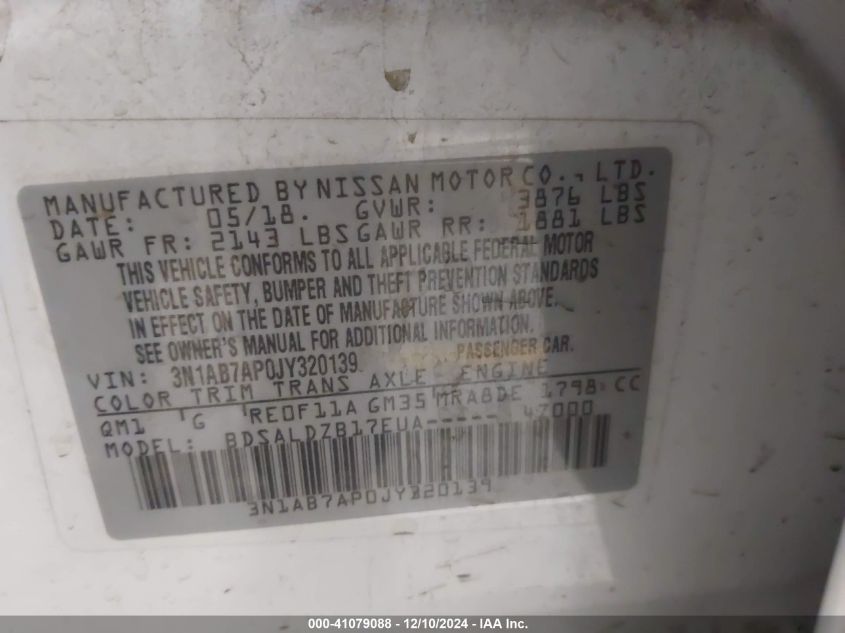 MANUFACTURED BY NISSAN MOTOR CO., LTD.
DATE: 05/18. GVWR: 3876 LBS
GAWR FR: 2143 LBS GAWR RR: 1881 LBS
THIS VEHICLE CONFORMS TO ALL APPLICABLE FEDERAL MOTOR
VEHICLE SAFETY, BUMPER AND THEFT PREVENTION STANDARDS
IN EFFECT ON THE DATE OF MANUFACTURE SHOWN ABOVE.
SEE OWNER'S MANUAL FOR ADDITIONAL INFORMATION.
VIN: 3N1AB7AP0JY320139 PASSENGER CAR.
COLOR TRIM TRANS AXLE ENGINE
QM1 G RE0F11A GM35 MRA8DE 1798 CC
MODEL: BDSALDZB17EUA----- 47000
3N1AB7AP0JY320139
000-41079088 - 12/10/2024 - IAA Inc.